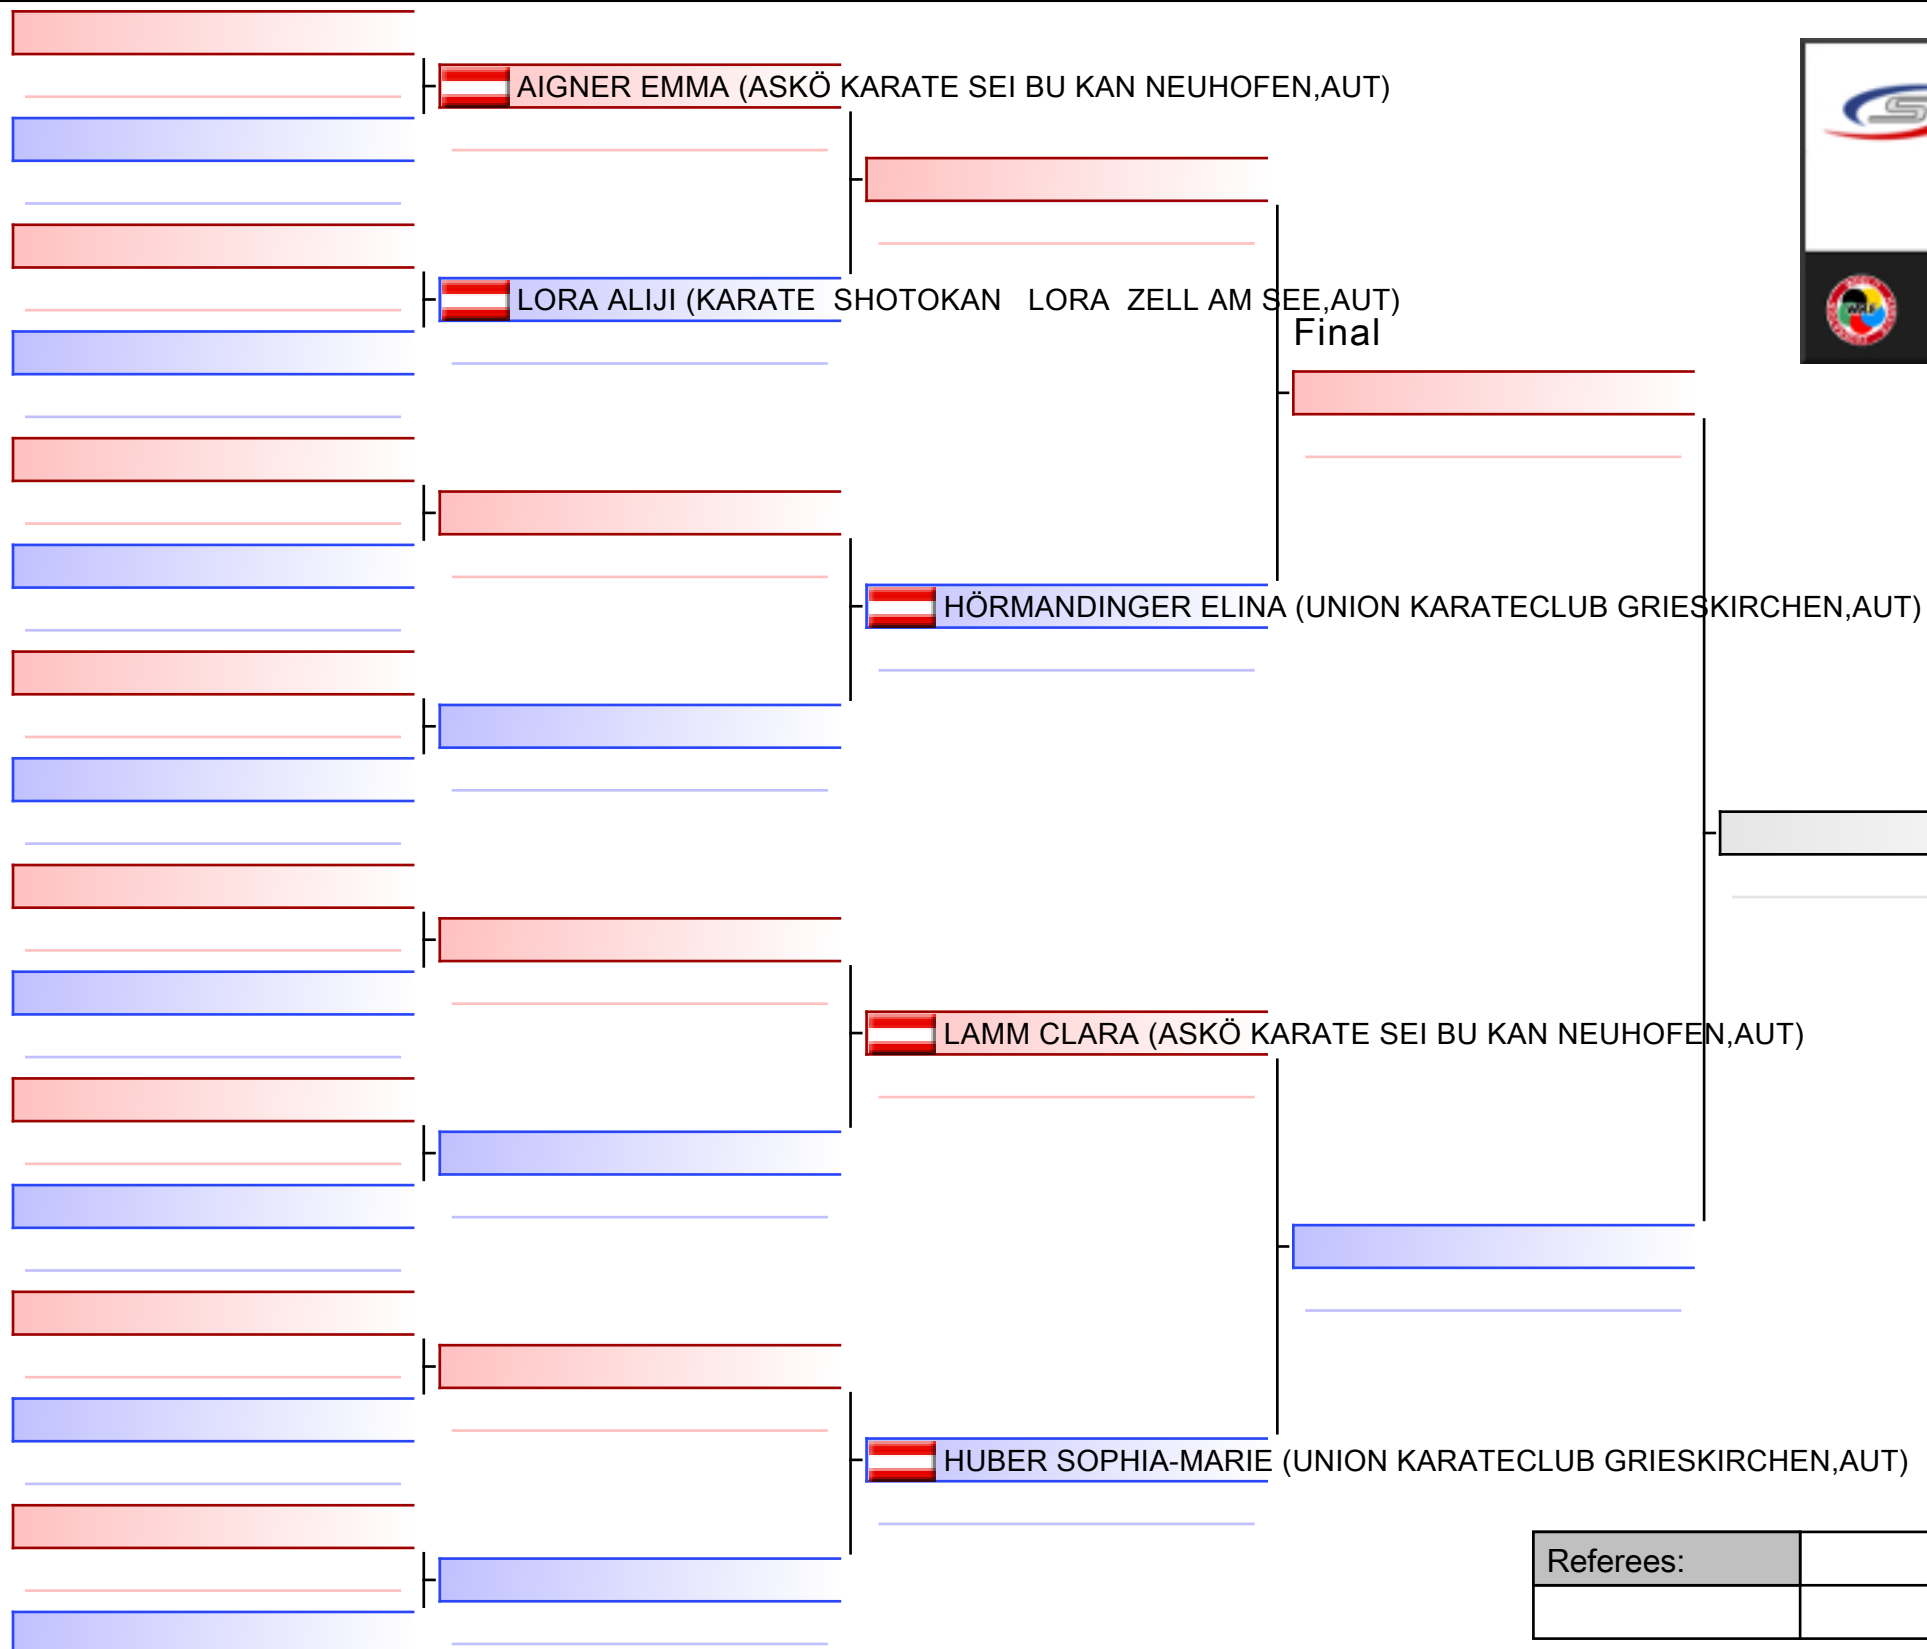 AIGNER EMMA (ASKÖ KARATE SEI BU KAN NEUHOFEN,AUT)
LORA ALIJI (KARATE  SHOTOKAN   LORA  ZELL AM SEE,AUT)
Final
HÖRMANDINGER ELINA (UNION KARATECLUB GRIESKIRCHEN,AUT)
LAMM CLARA (ASKÖ KARATE SEI BU KAN NEUHOFEN,AUT)
HUBER SOPHIA-MARIE (UNION KARATECLUB GRIESKIRCHEN,AUT)
Referees: